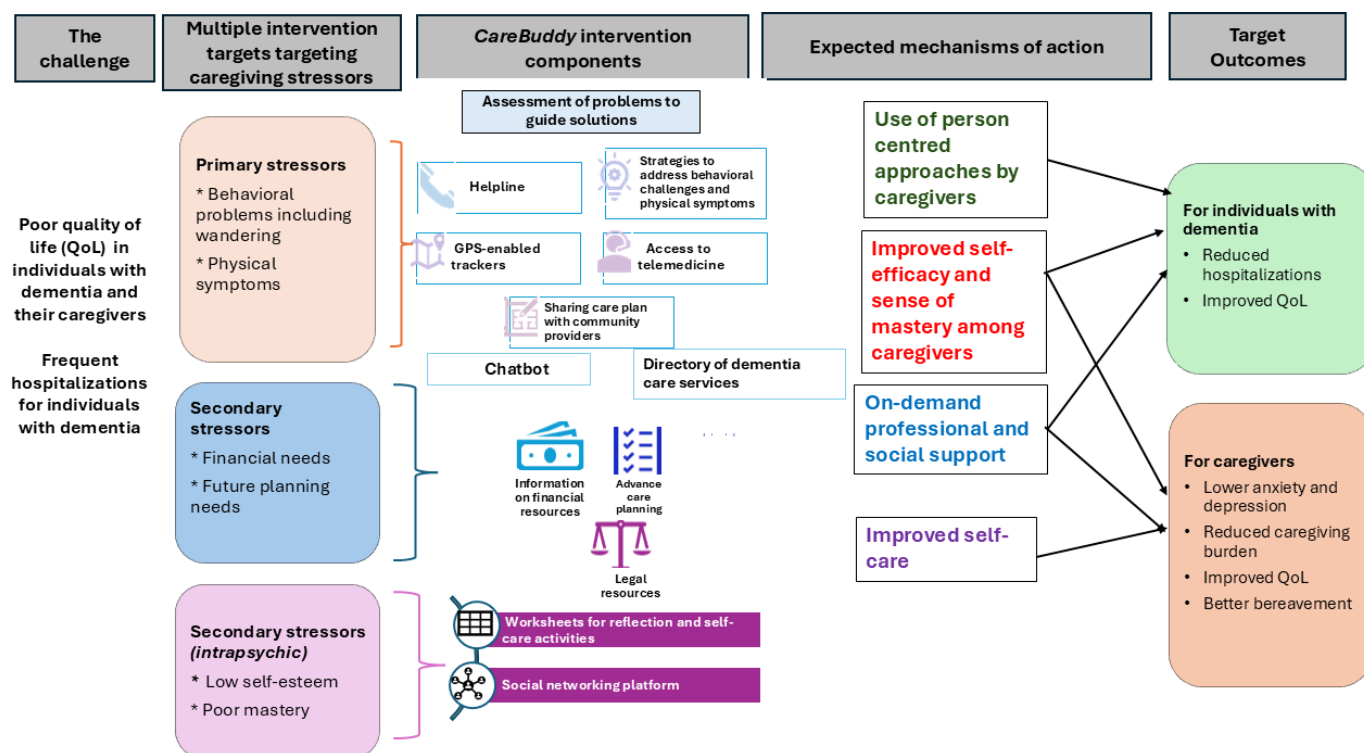 The
challenge
Multiple intervention
targets targeting
caregiving stressors
CareBuddy intervention
components
Expected mechanisms of action
Target
Outcomes
Poor quality of
life (QoL) in
individuals with
dementia and
their caregivers
Frequent
hospitalizations
for individuals
with dementia
Primary stressors
* Behavioral
problems including
wandering
* Physical
symptoms
Secondary
stressors
* Financial needs
* Future planning
needs
Secondary stressors
(intrapsychic)
* Low self-esteem
* Poor mastery
Assessment of problems to
guide solutions
Helpline
Strategies to
address behavioral
challenges and
physical symptoms
GPS-enabled
trackers
Access to
telemedicine
Sharing care plan
with community
providers
Chatbot
Directory of dementia
care services
Information
on financial
resources
Advance
care
planning
Legal
resources
Worksheets for reflection and self-
care activities
Social networking platform
Use of person
centred
approaches by
caregivers
Improved self-
efficacy and
sense of
mastery among
caregivers
On-demand
professional and
social support
Improved self-
care
For individuals with
dementia
• Reduced
hospitalizations
• Improved QoL
For caregivers
• Lower anxiety and
depression
• Reduced caregiving
burden
• Improved QoL
• Better bereavement